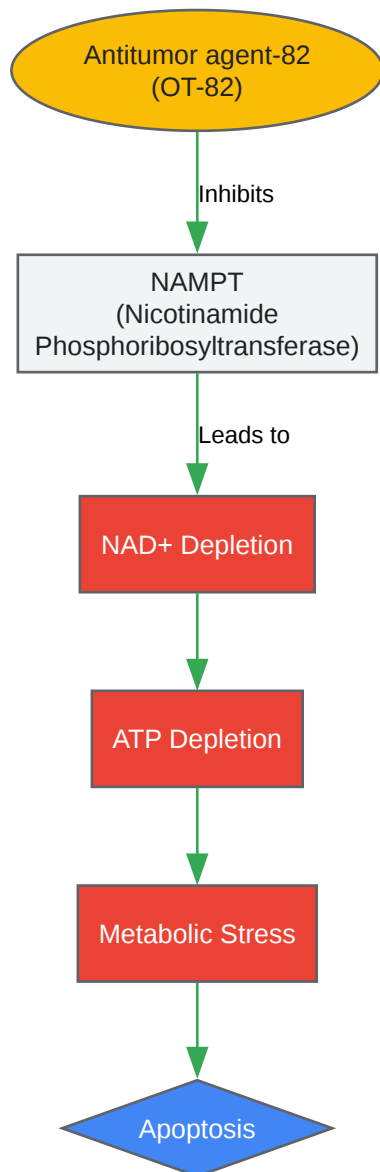 Antitumor agent-82
(OT-82)
Inhibits
NAMPT
(Nicotinamide
Phosphoribosyltransferase)
Leads to
NAD+ Depletion
ATP Depletion
Metabolic Stress
Apoptosis